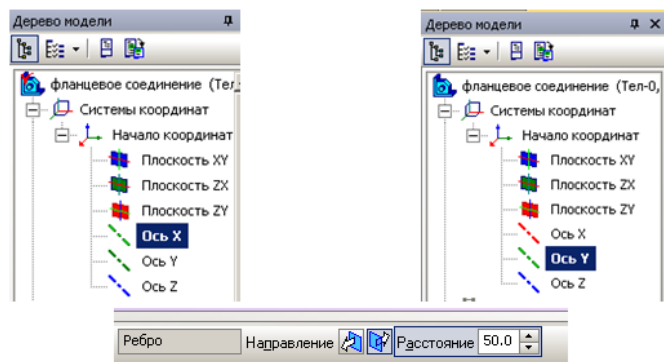 Дерево модели
фланцевое соединение (Тел
Системы координат
Начало координат
Плоскость XY
Плоскость ZX
Плоскость ZY
Ось X
Ось Y
Ось Z
Дерево модели
фланцевое соединение (Тел-0,
Системы координат
Начало координат
Плоскость XY
Плоскость ZX
Плоскость ZY
Ось X
Ось Y
Ось Z
Ребро Направление Расстояние 50.0